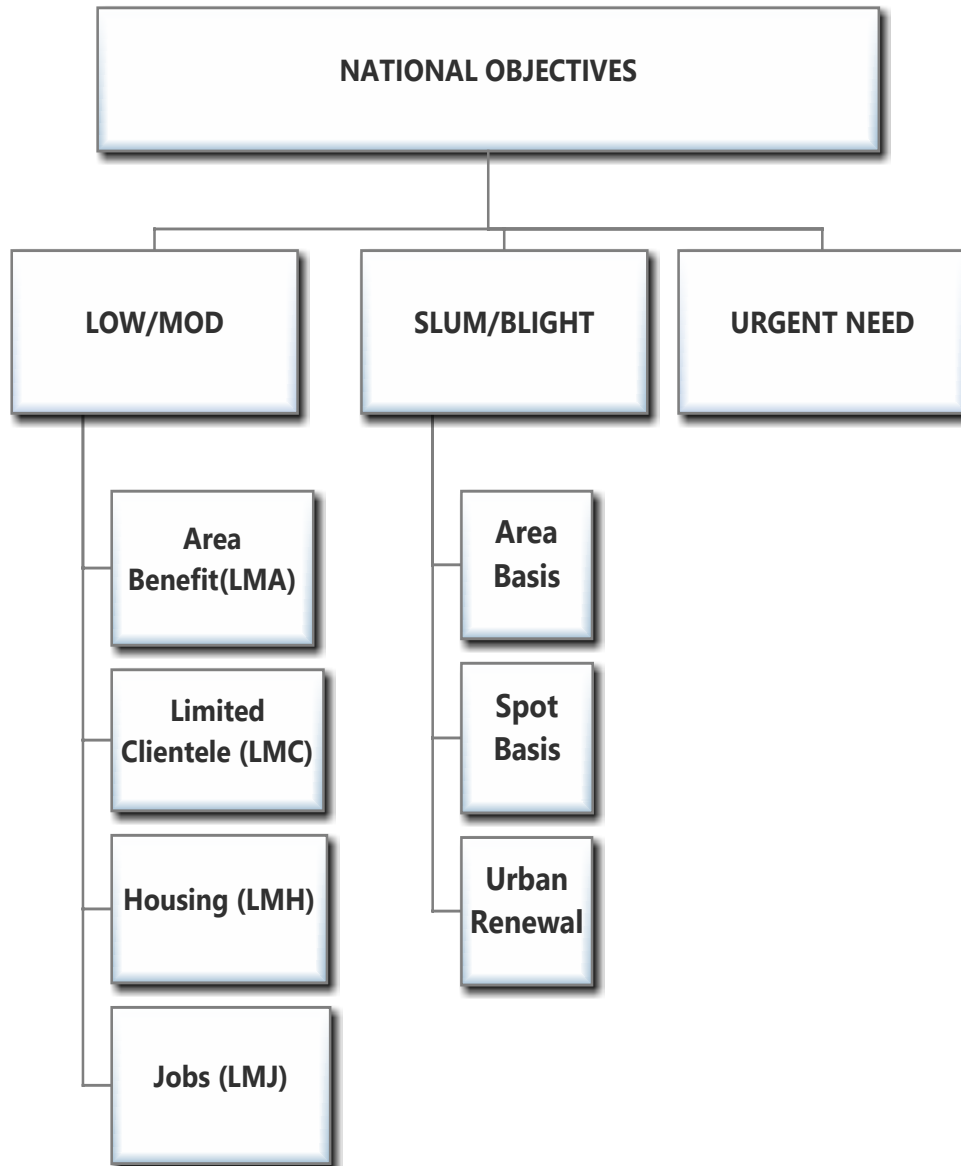 NATIONAL OBJECTIVES
LOW/MOD
SLUM/BLIGHT
URGENT NEED
Area
Benefit(LMA)
Limited
Clientele (LMC)
Housing (LMH)
Jobs (LMJ)
Area
Basis
Spot
Basis
Urban
Renewal